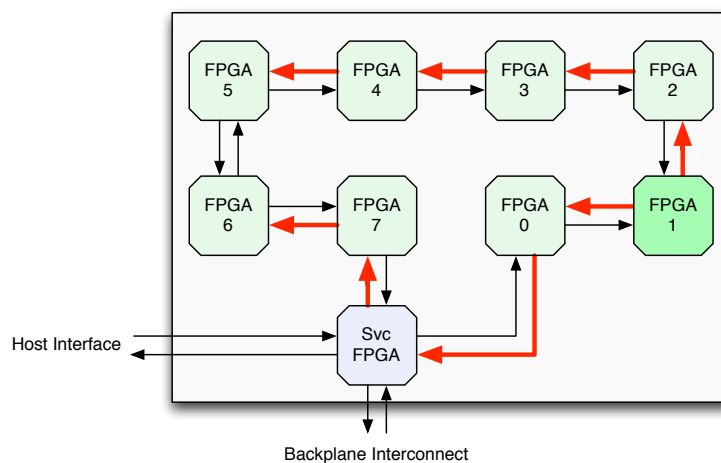 FPGA
5
FPGA
4
FPGA
3
FPGA
2
FPGA
6
FPGA
7
FPGA
0
FPGA
1
Host Interface
Svc
FPGA
Backplane Interconnect